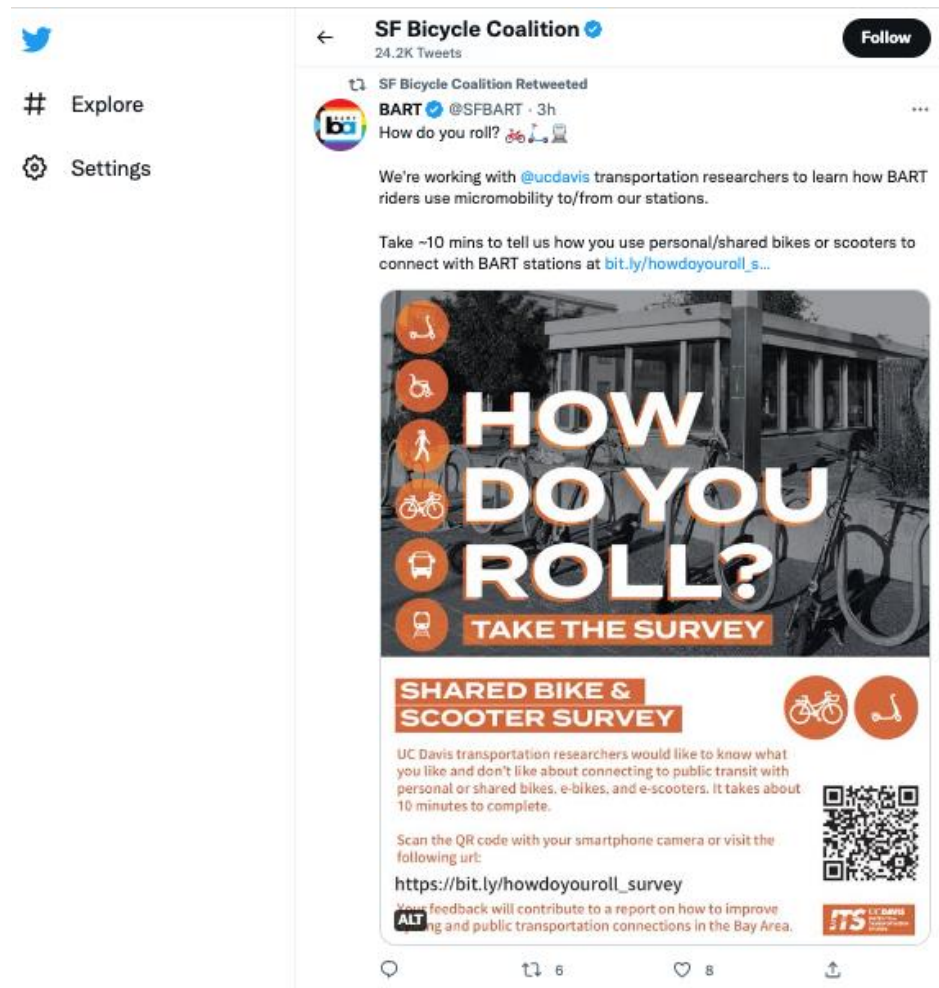 SF Bicycle Coalition
24.2K Tweets
Follow
Explore
Settings
SF Bicycle Coalition Retweeted
BART @SFBART · 3h
How do you roll? 🚲🛴🚆
We're working with @ucdavis transportation researchers to learn how BART
riders use micromobility to/from our stations.
Take ~10 mins to tell us how you use personal/shared bikes or scooters to
connect with BART stations at bit.ly/howdoyouroll_s...
HOW
DO YOU
ROLL?
TAKE THE SURVEY
SHARED BIKE &
SCOOTER SURVEY
UC Davis transportation researchers would like to know what
you like and don't like about connecting to public transit with
personal or shared bikes, e-bikes, and e-scooters. It takes about
10 minutes to complete.
Scan the QR code with your smartphone camera or visit the
following url:
https://bit.ly/howdoyouroll_survey
Your feedback will contribute to a report on how to improve
ng and public transportation connections in the Bay Area.
ALT
ITS UC DAVIS
6
8